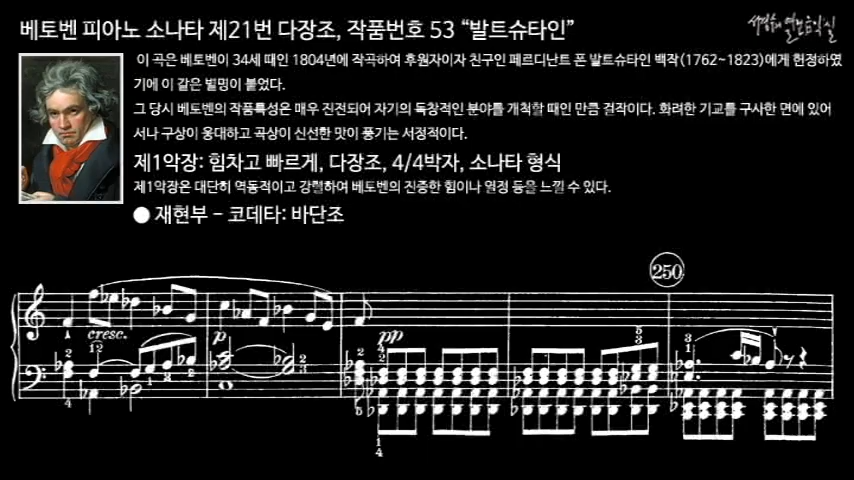 베토벤 피아노 소나타 제21번 다장조, 작품번호 53 “발트슈타인”
이 곡은 베토벤이 34세 때인 1804년에 작곡하여 후원자이자 친구인 페르디난트 폰 발트슈타인 백작(1762~1823)에게 헌정하였
기에 이 같은 별명이 붙었다.
그 당시 베토벤의 작품특성은 매우 진전되어 자기의 독창적인 분야를 개척할 때인 만큼 걸작이다. 화려한 기교를 구사한 면에 있어
서나 구상이 웅대하고 곡상이 신선한 맛이 풍기는 서정적이다.
제1악장: 힘차고 빠르게, 다장조, 4/4박자, 소나타 형식
제1악장은 대단히 역동적이고 강렬하여 베토벤의 진중한 힘이나 열정 등을 느낄 수 있다.
● 재현부 - 코데타: 바단조
250
cresc.
p
pp